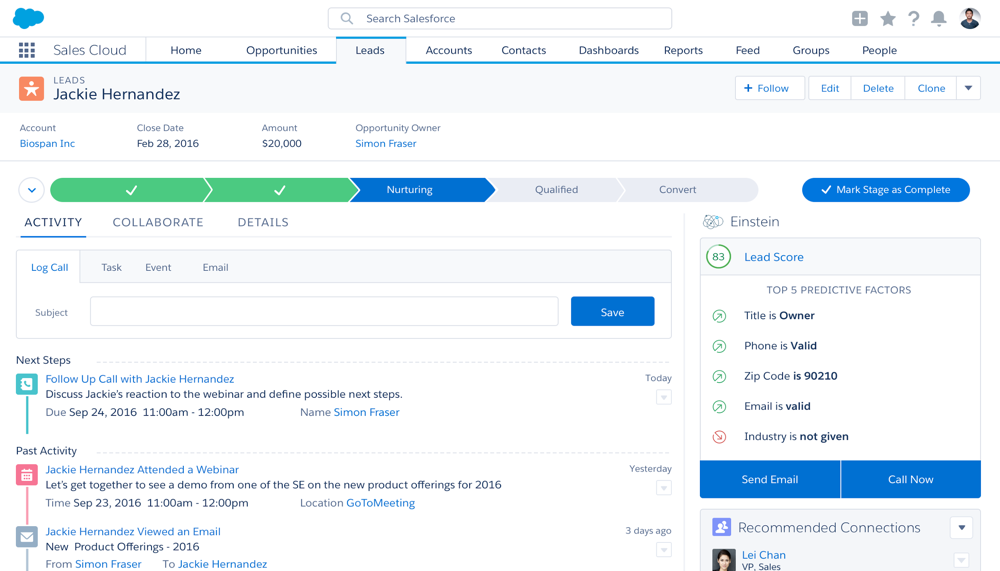 Search Salesforce
Sales Cloud Home Opportunities Leads Accounts Contacts Dashboards Reports Feed Groups People
LEADS
Jackie Hernandez
+ Follow Edit Delete Clone
Account Close Date Amount Opportunity Owner
Biospan Inc Feb 28, 2016 $20,000 Simon Fraser
Nurturing Qualified Convert Mark Stage as Complete
ACTIVITY COLLABORATE DETAILS
Log Call Task Event Email
Subject Save
Next Steps
Follow Up Call with Jackie Hernandez Today
Discuss Jackie's reaction to the webinar and define possible next steps.
Due Sep 24, 2016 11:00am - 12:00pm Name Simon Fraser
Past Activity
Jackie Hernandez Attended a Webinar Yesterday
Let's get together to see a demo from one of the SE on the new product offerings for 2016
Time Sep 23, 2016 11:00am - 12:00pm Location GoToMeeting
Jackie Hernandez Viewed an Email 3 days ago
New Product Offerings - 2016
From Simon Fraser To Jackie Hernandez
Einstein
83 Lead Score
TOP 5 PREDICTIVE FACTORS
Title is Owner
Phone is Valid
Zip Code is 90210
Email is valid
Industry is not given
Send Email Call Now
Recommended Connections
Lei Chan
VP, Sales